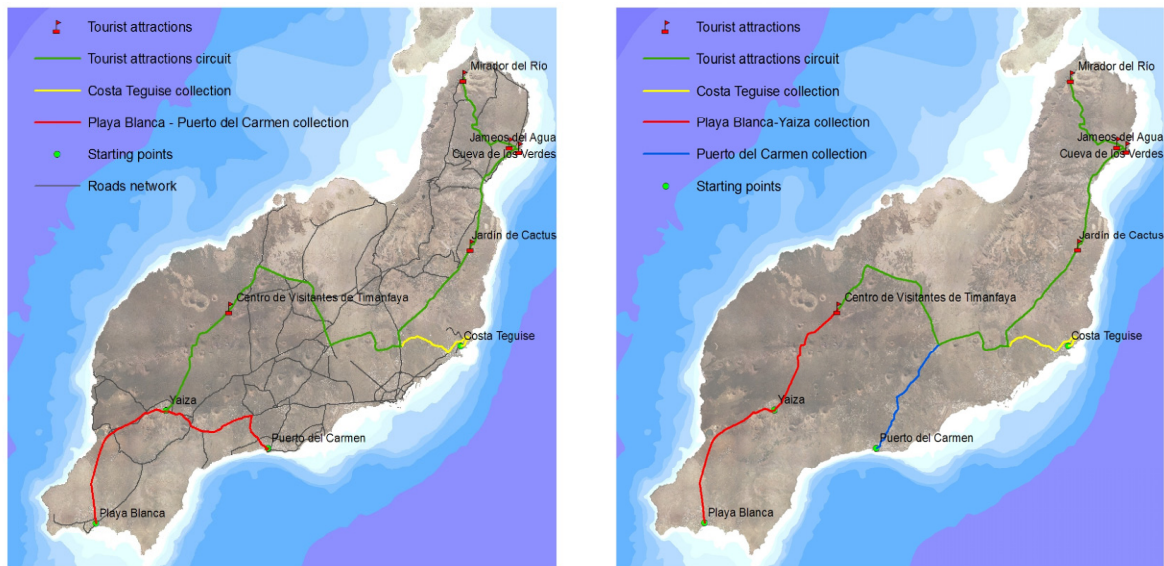 Tourist attractions
Tourist attractions circuit
Costa Teguise collection
Playa Blanca - Puerto del Carmen collection
Starting points
Roads network
Mirador del Río
Jameos del Agua
Cueva de los Verdes
Jardín de Cactus
Centro de Visitantes de Timanfaya
Costa Teguise
Yaiza
Puerto del Carmen
Playa Blanca
Tourist attractions
Tourist attractions circuit
Costa Teguise collection
Playa Blanca-Yaiza collection
Puerto del Carmen collection
Starting points
Mirador del Río
Jameos del Agua
Cueva de los Verdes
Jardín de Cactus
Centro de Visitantes de Timanfaya
Costa Teguise
Yaiza
Puerto del Carmen
Playa Blanca